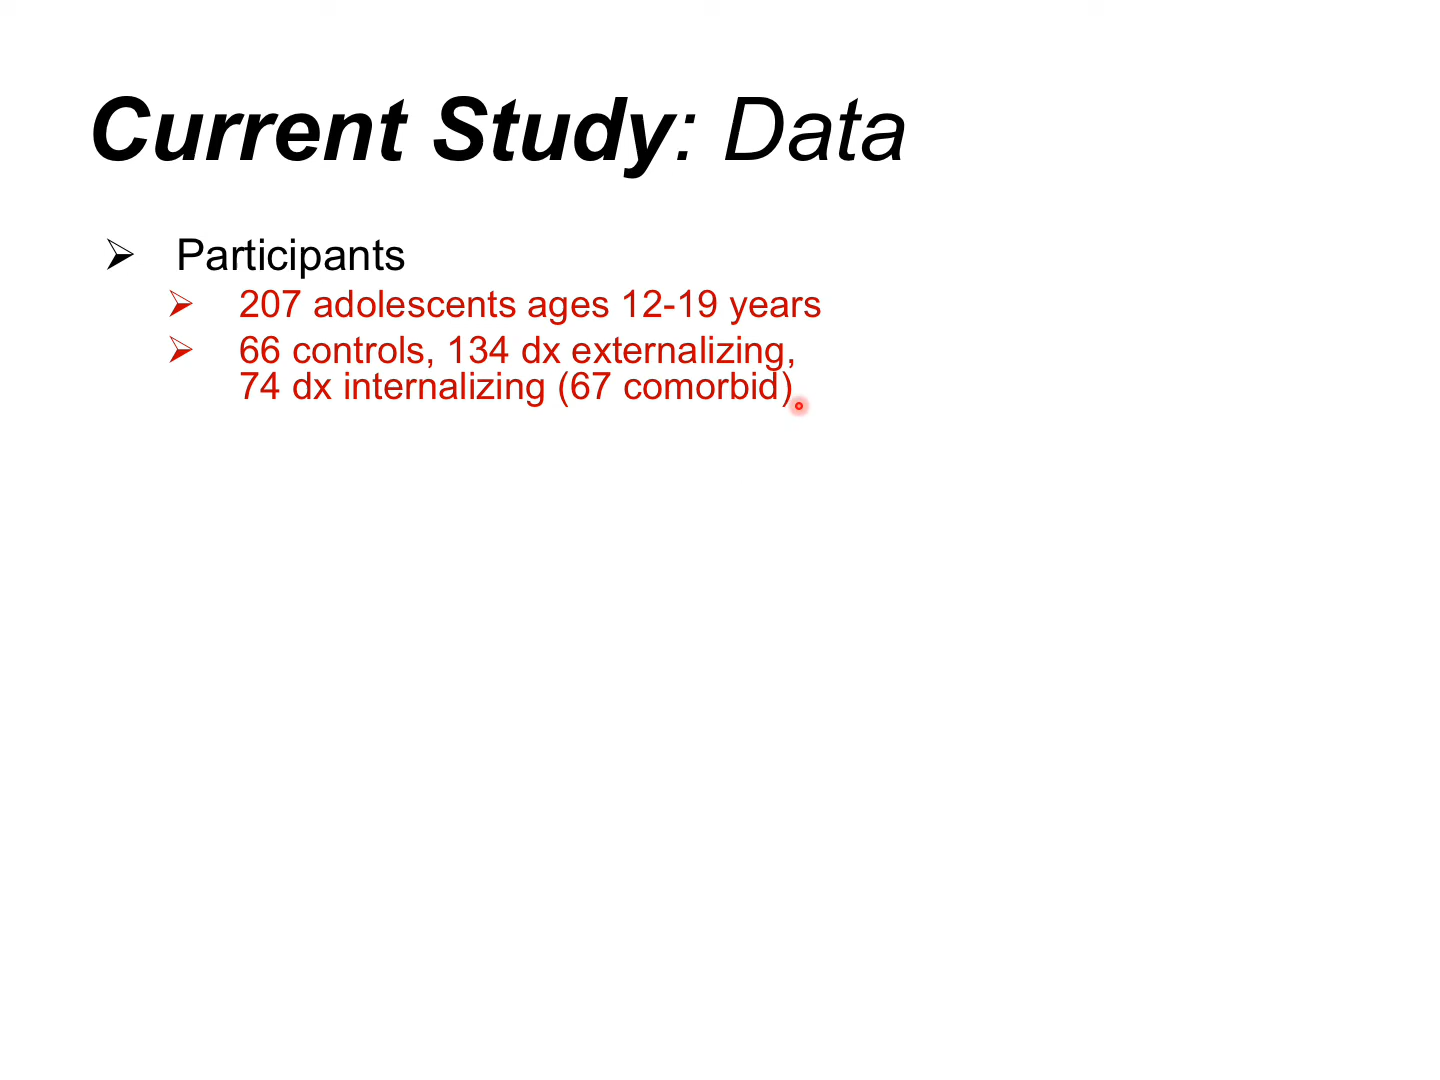 Current Study: Data
Participants
207 adolescents ages 12-19 years
66 controls, 134 dx externalizing,
74 dx internalizing (67 comorbid)